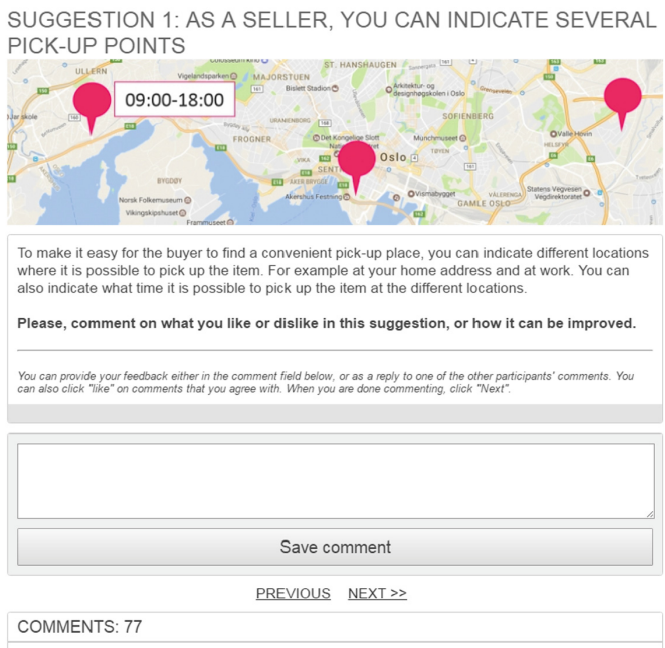 SUGGESTION 1: AS A SELLER, YOU CAN INDICATE SEVERAL
PICK-UP POINTS
ULLERN
Vigelandsparken
MAJORSTUEN
ST. HANSHAUGEN
Bislett Stadion
Arkitektur- og
designhøgskolen i Oslo
09:00-18:00
URANIENBORG
SOFIENBERG
FROGNER
Det Kongelige Slott
Munchmuseet
Valle Hovin
HELSFYR
VIKA
Oslo
TØYEN
BYGDØY
AKER BRYGGE
Norsk Folkemuseum
Akershus Festning
Vismabygget
VÅLERENGA
Statens Vegvesen
Vegdirektoratet
Vikingskipshuset
GAMLE OSLO
Frammuseet
To make it easy for the buyer to find a convenient pick-up place, you can indicate different locations
where it is possible to pick up the item. For example at your home address and at work. You can
also indicate what time it is possible to pick up the item at the different locations.
Please, comment on what you like or dislike in this suggestion, or how it can be improved.
You can provide your feedback either in the comment field below, or as a reply to one of the other participants' comments. You
can also click "like" on comments that you agree with. When you are done commenting, click "Next".
Save comment
PREVIOUS NEXT >>
COMMENTS: 77